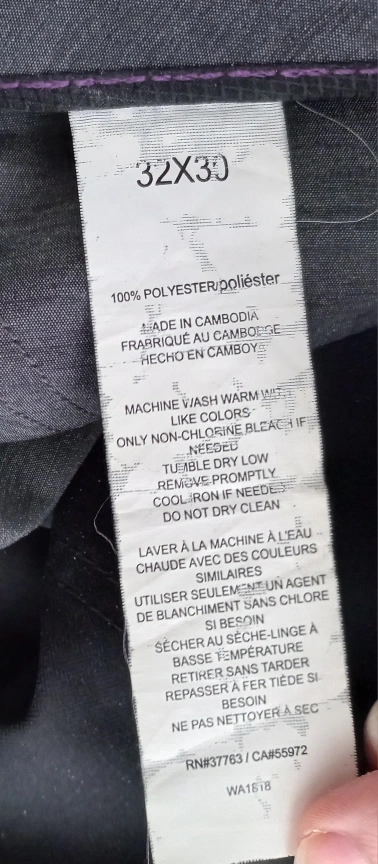 32X30
100% POLYESTER/poliéster
MADE IN CAMBODIA
FRABRIQUÉ AU CAMBODGE
HECHO EN CAMBOYA
MACHINE WASH WARM WITH
LIKE COLORS
ONLY NON-CHLORINE BLEACH IF
NEEDED
TUMBLE DRY LOW
REMOVE PROMPTLY
COOL IRON IF NEEDED
DO NOT DRY CLEAN
LAVER À LA MACHINE À L'EAU
CHAUDE AVEC DES COULEURS
SIMILAIRES
UTILISER SEULEMENT UN AGENT
DE BLANCHIMENT SANS CHLORE
SI BESOIN
SÉCHER AU SÈCHE-LINGE À
BASSE TEMPÉRATURE
RETIRER SANS TARDER
REPASSER À FER TIÈDE SI
BESOIN
NE PAS NETTOYER À SEC
RN#37763 / CA#55972
WA1818